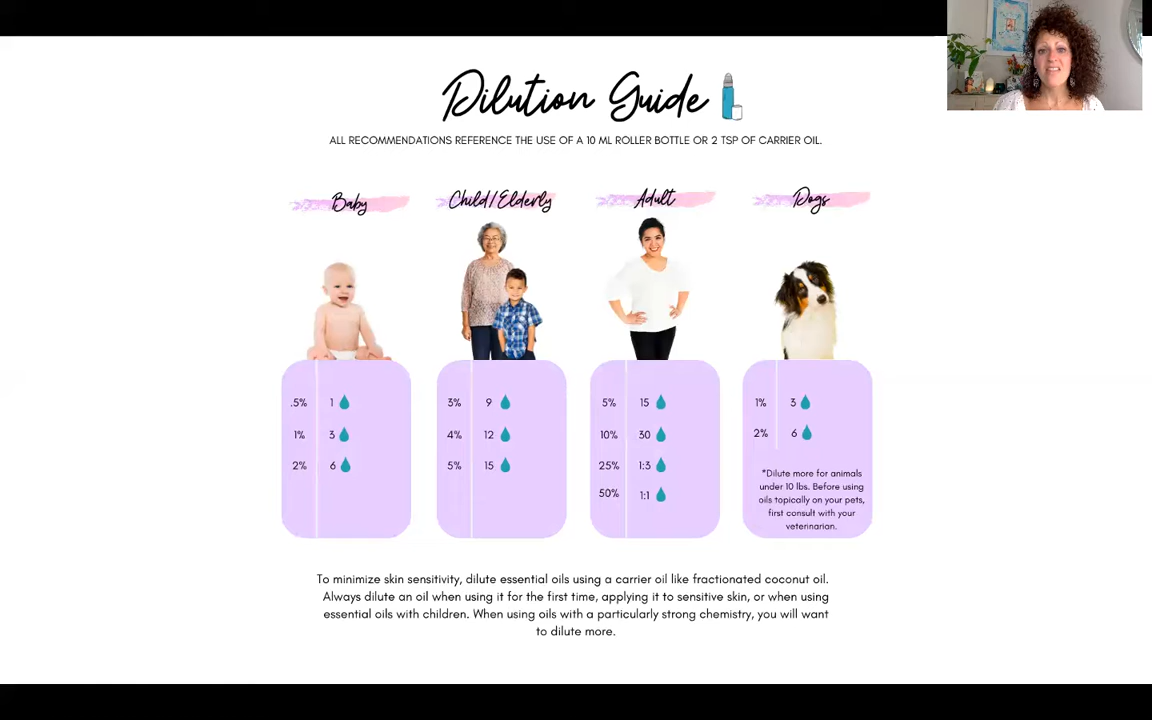 Dilution Guide
ALL RECOMMENDATIONS REFERENCE THE USE OF A 10 ML ROLLER BOTTLE OR 2 TSP OF CARRIER OIL.
Baby
.5% 1
1% 3
2% 6
Child/Elderly
3% 9
4% 12
5% 15
Adult
5% 15
10% 30
25% 1:3
50% 1:1
Dogs
1% 3
2% 6
*Dilute more for animals
under 10 lbs. Before using
oils topically on your pets,
first consult with your
veterinarian.
To minimize skin sensitivity, dilute essential oils using a carrier oil like fractionated coconut oil.
Always dilute an oil when using it for the first time, applying it to sensitive skin, or when using
essential oils with children. When using oils with a particularly strong chemistry, you will want
to dilute more.